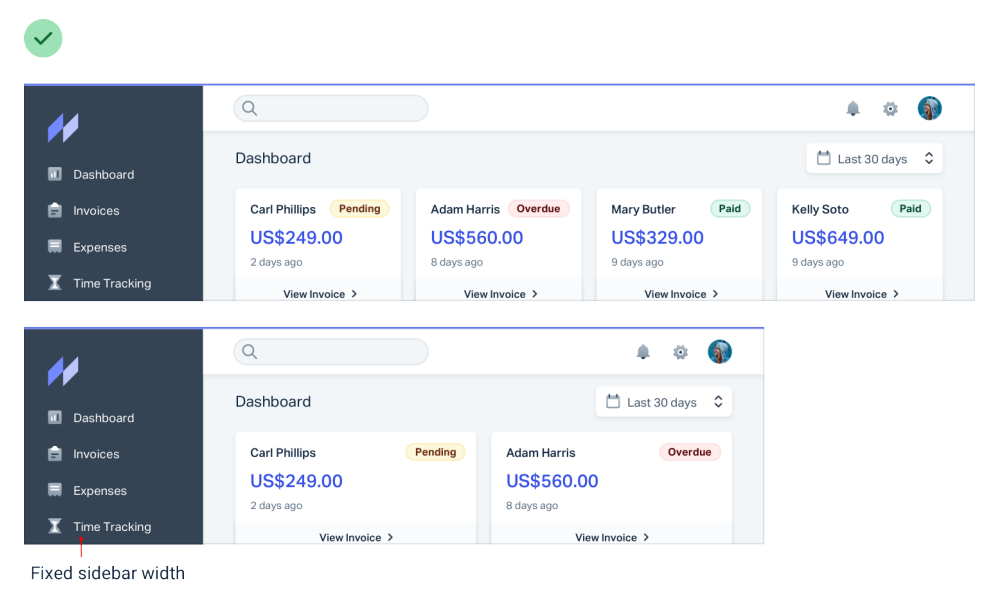 Dashboard
Invoices
Expenses
Time Tracking
Dashboard
Last 30 days
Carl Phillips Pending
US$249.00
2 days ago
View Invoice
Adam Harris Overdue
US$560.00
8 days ago
View Invoice
Mary Butler Paid
US$329.00
9 days ago
View Invoice
Kelly Soto Paid
US$649.00
9 days ago
View Invoice
Dashboard
Invoices
Expenses
Time Tracking
Dashboard
Last 30 days
Carl Phillips Pending
US$249.00
2 days ago
View Invoice
Adam Harris Overdue
US$560.00
8 days ago
View Invoice
Fixed sidebar width